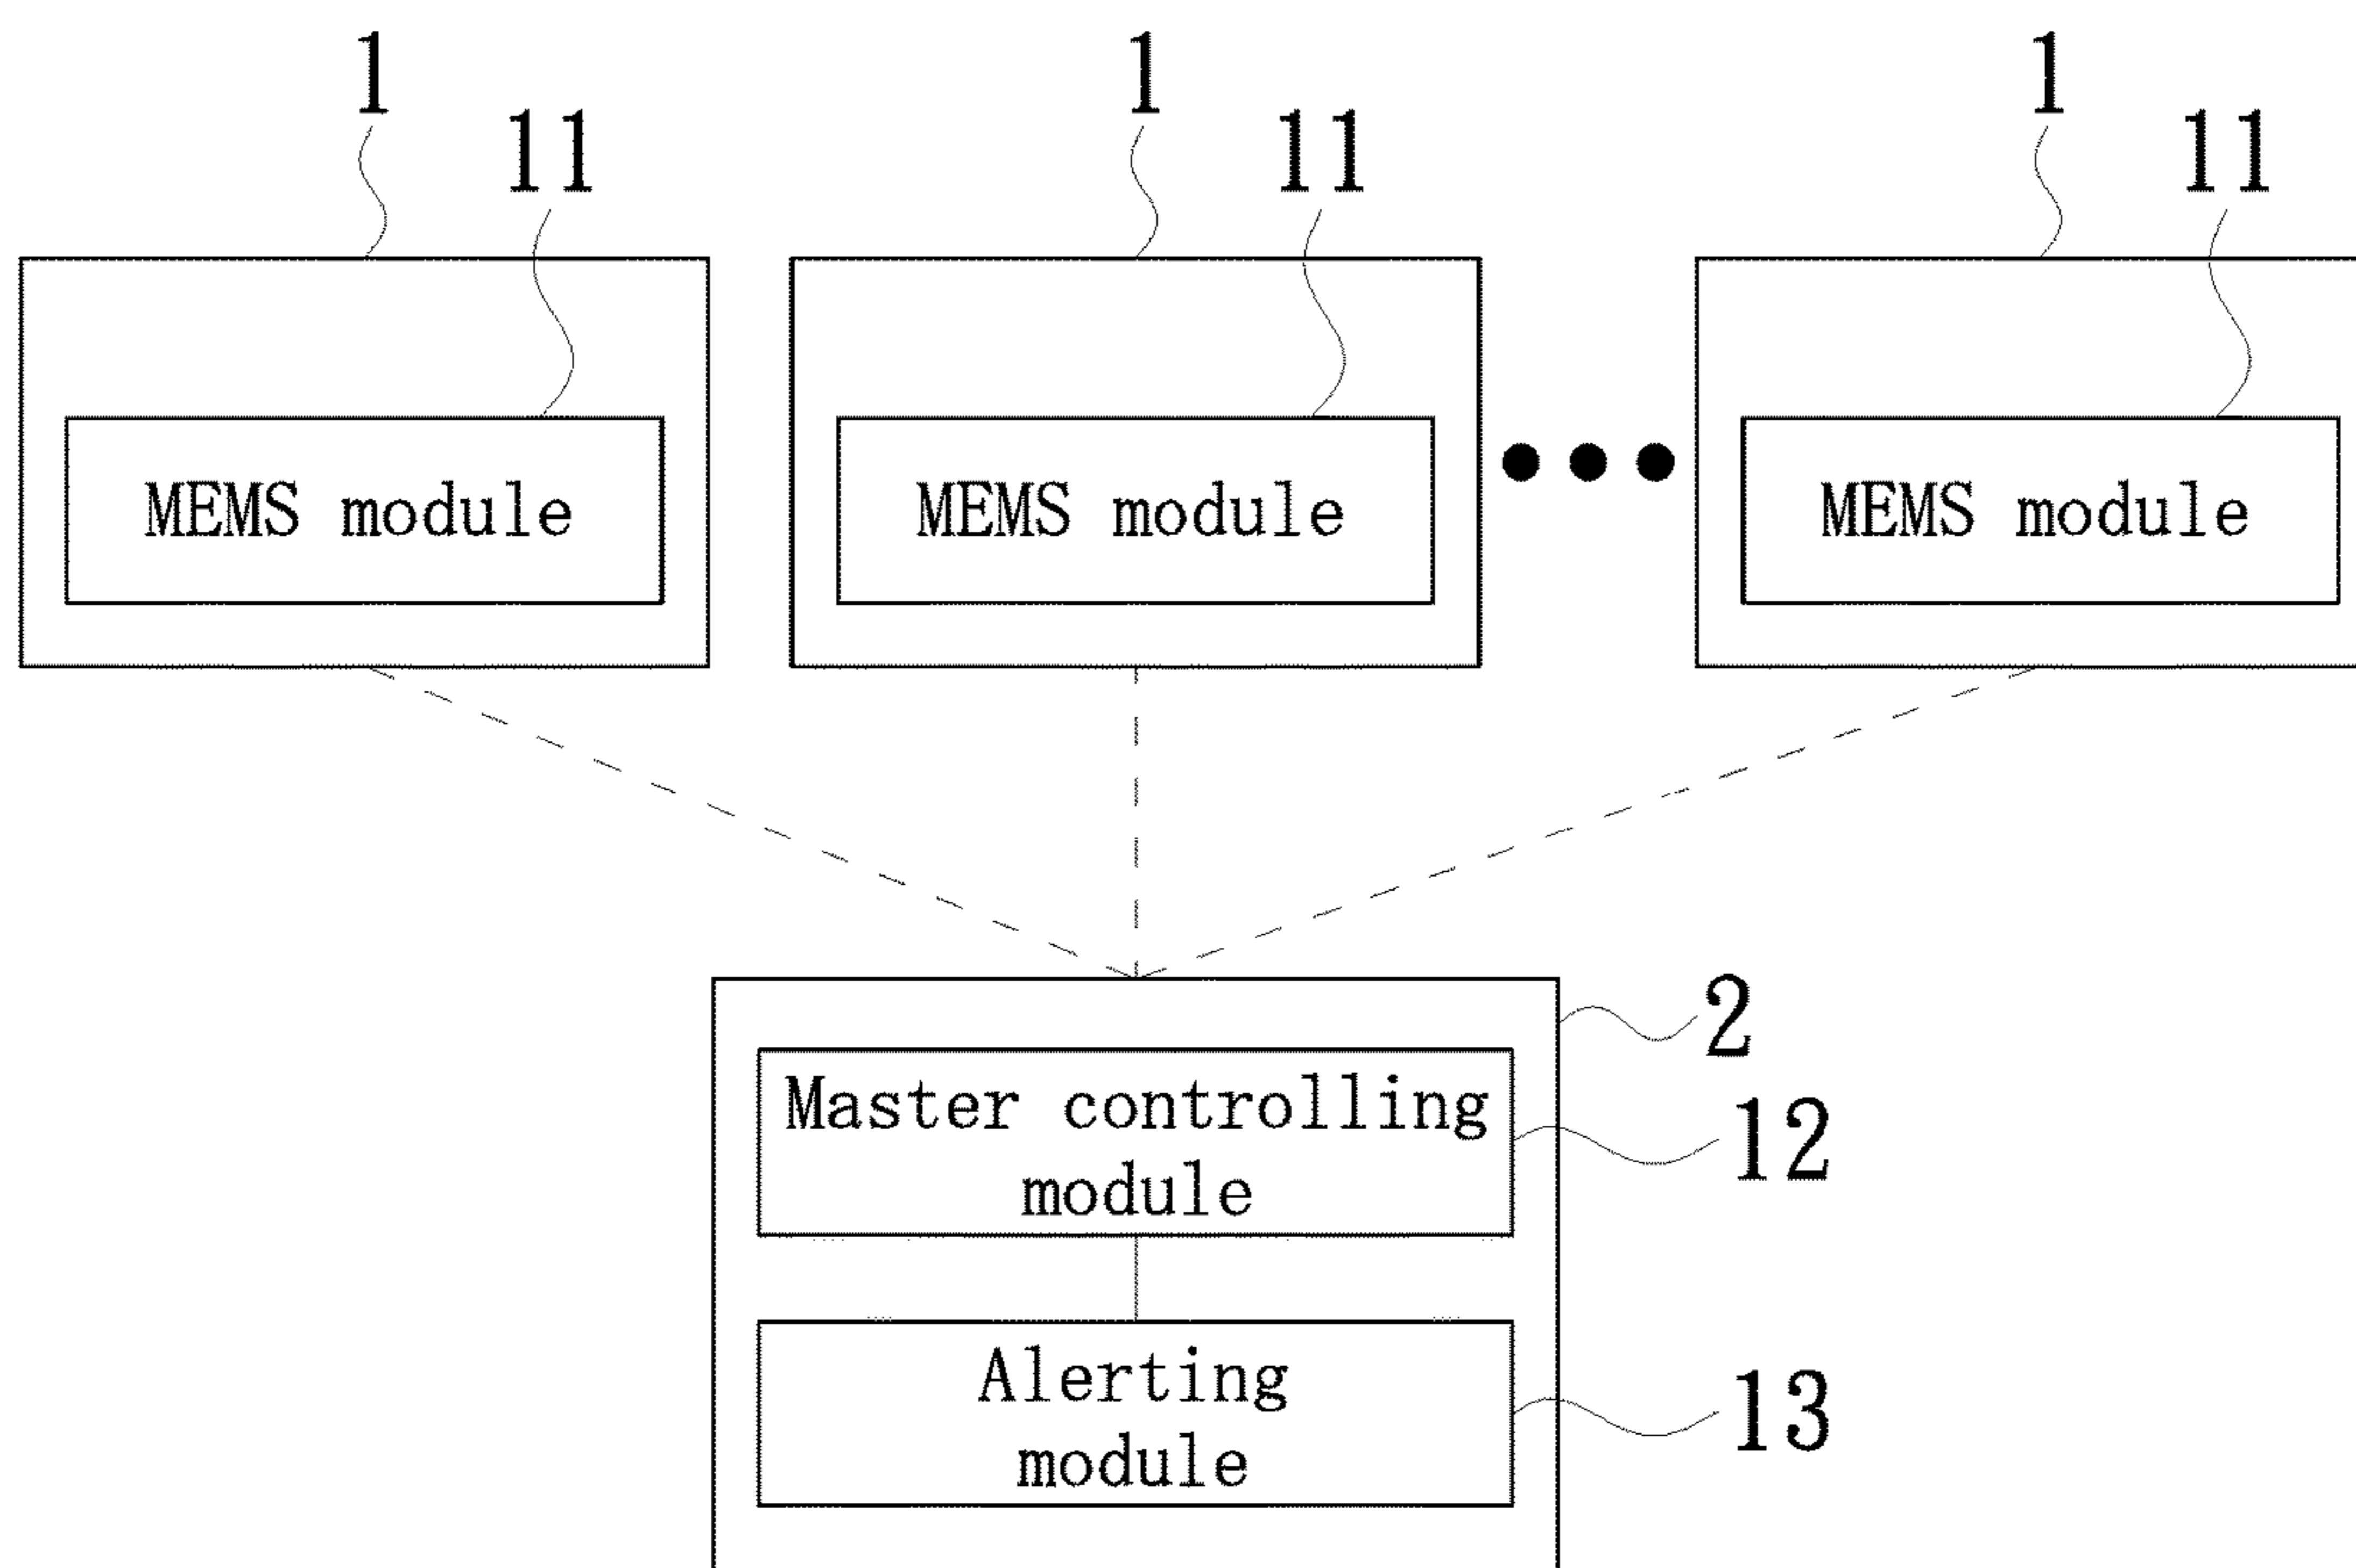 1 1 1
11 11 11
MEMS module MEMS module MEMS module
2
Master controlling
module
12
Alerting
module
13